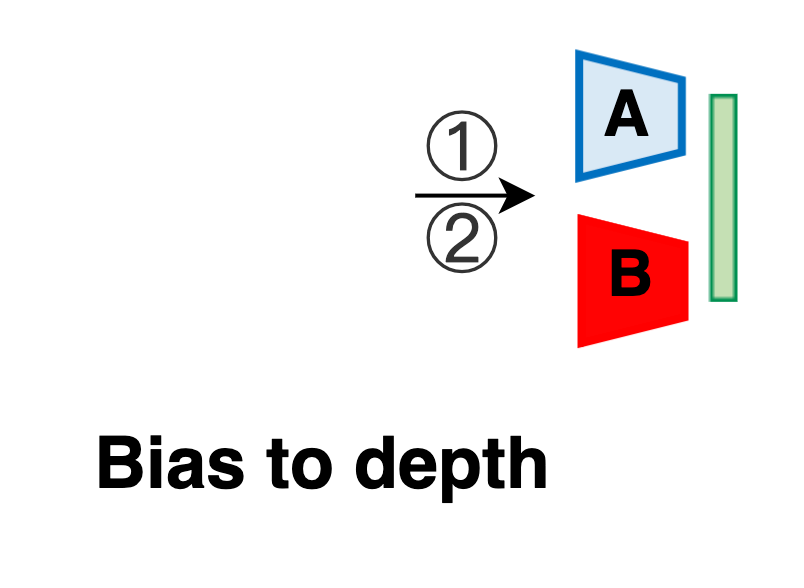 A
①
②
B
Bias to depth